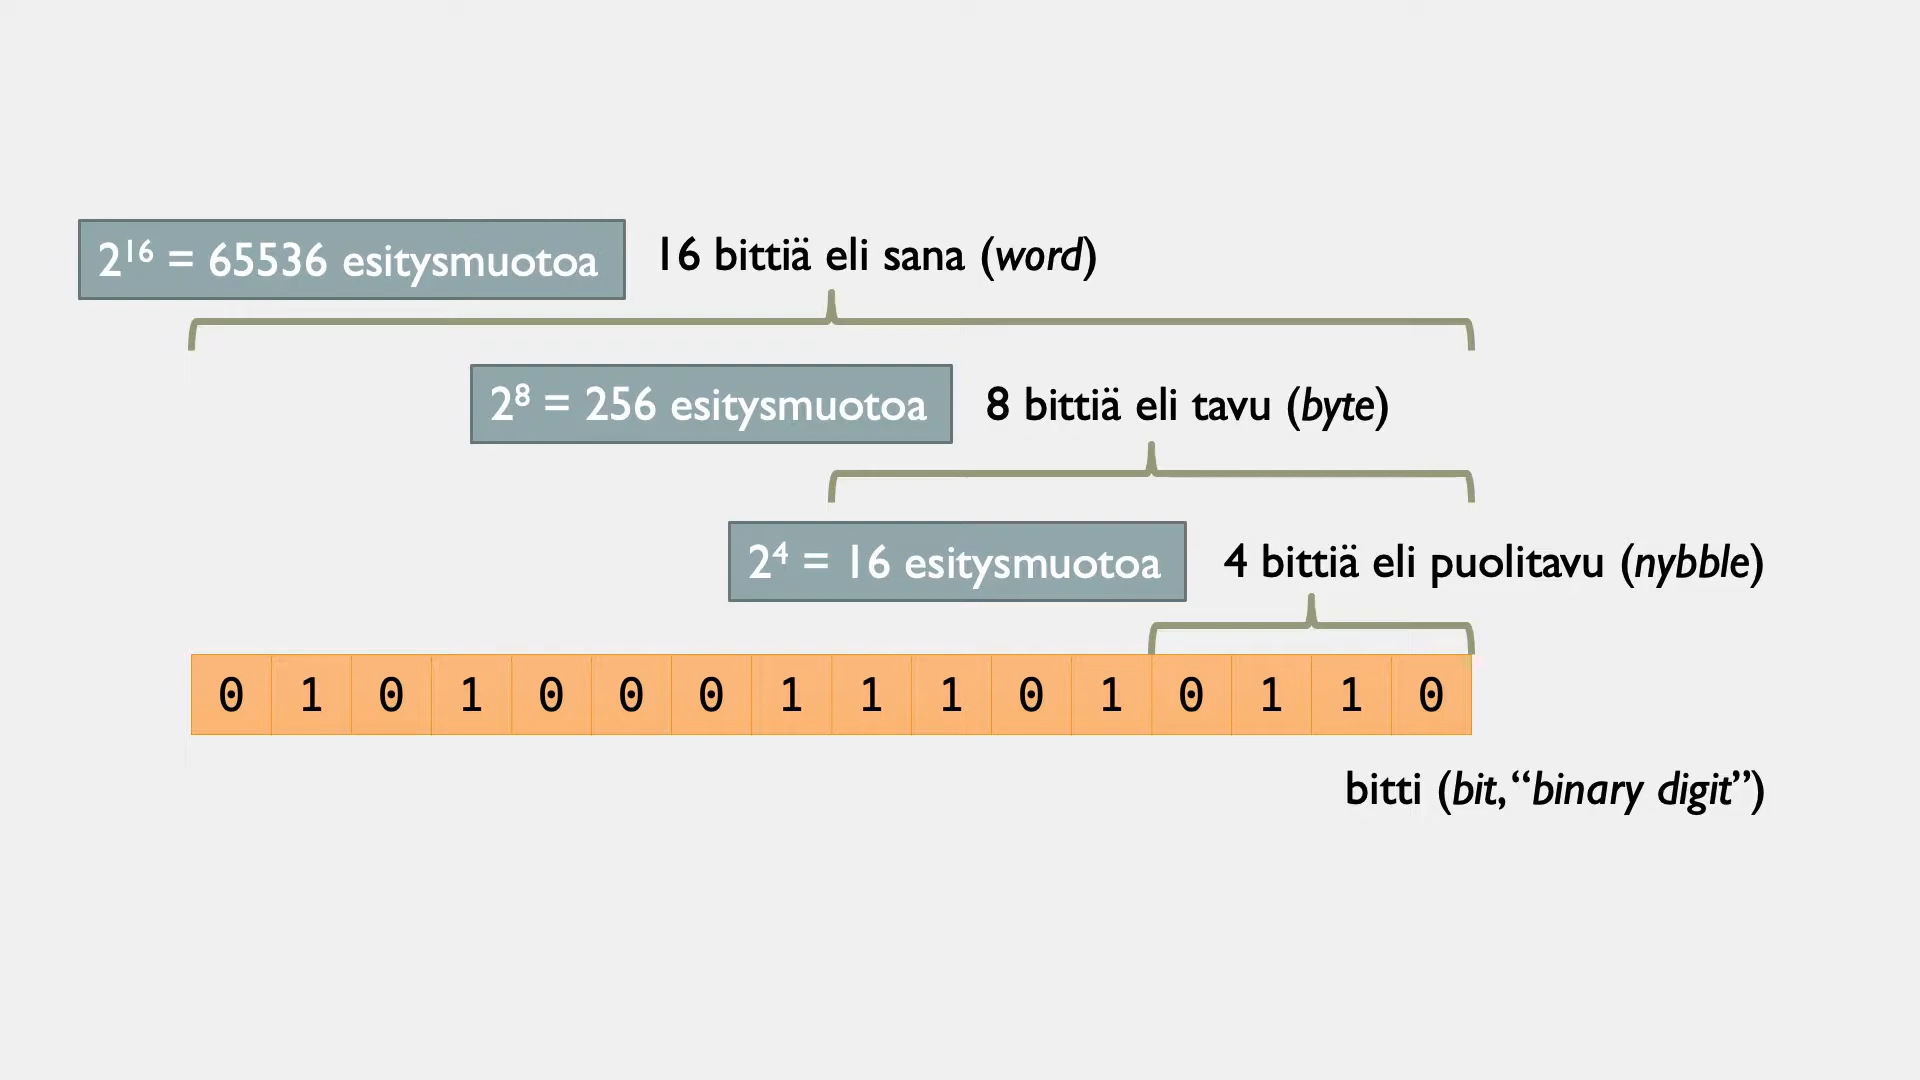 2¹⁶ = 65536 esitysmuotoa 16 bittiä eli sana (word)
2⁸ = 256 esitysmuotoa 8 bittiä eli tavu (byte)
2⁴ = 16 esitysmuotoa 4 bittiä eli puolitavu (nybble)
0 1 0 1 0 0 0 1 1 1 0 1 0 1 1 0
bitti (bit, “binary digit”)